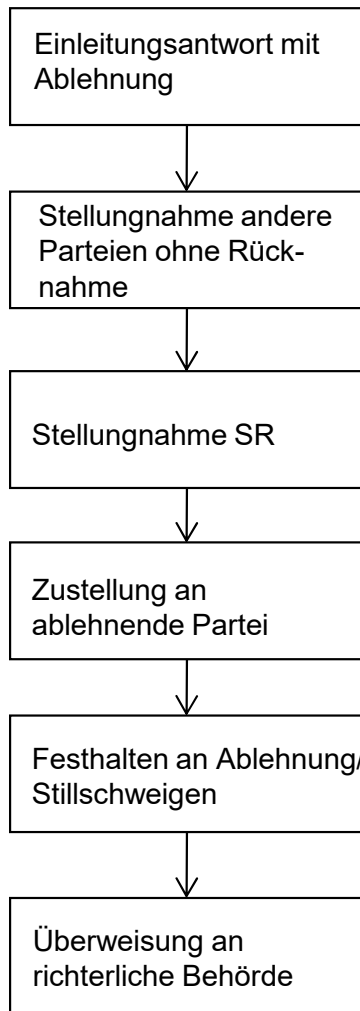 Einleitungsantwort mit
Ablehnung
Stellungnahme andere
Parteien ohne Rück-
nahme
Stellungnahme SR
Zustellung an
ablehnende Partei
Festhalten an Ablehnung/
Stillschweigen
Überweisung an
richterliche Behörde